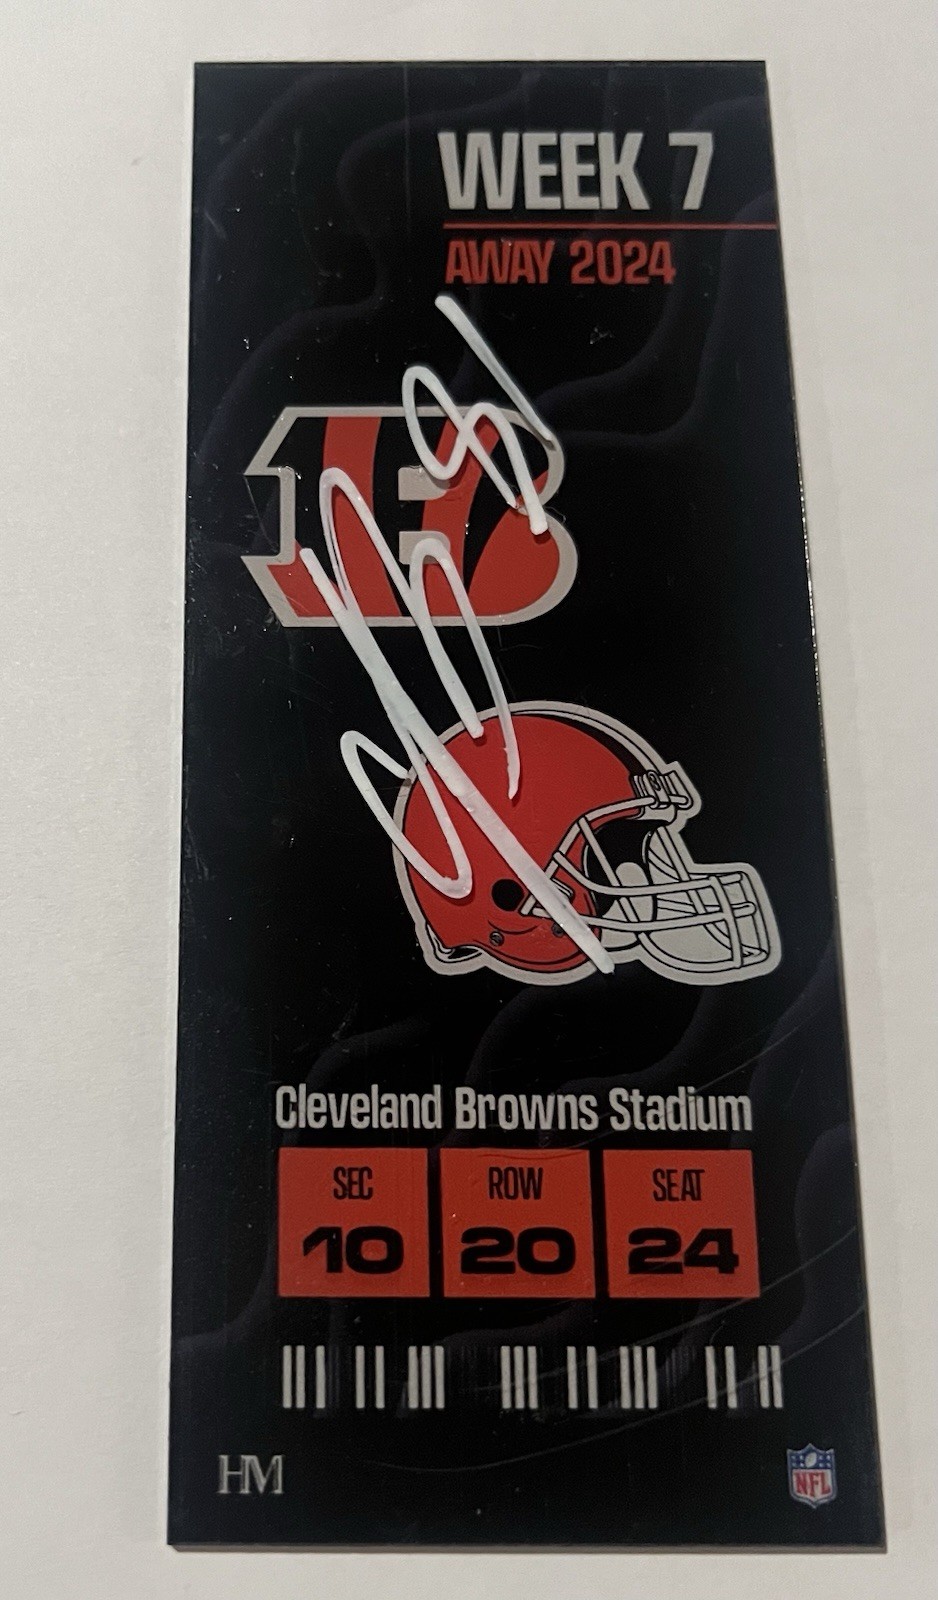 WEEK 7
AWAY 2024
Cleveland Browns Stadium
SEC ROW SEAT
10 20 24
HM
NFL